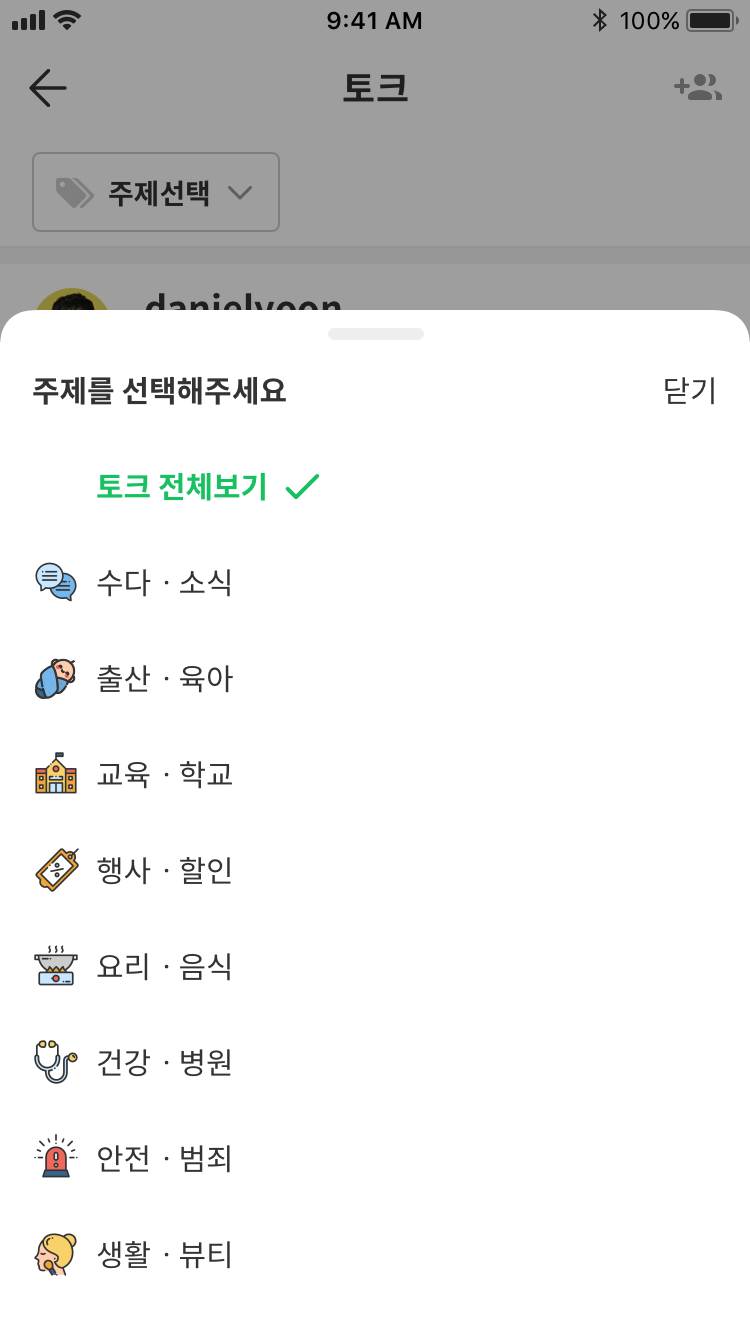 9:41 AM
100%
토크
주제선택
danielyoon
주제를 선택해주세요
닫기
토크 전체보기
수다 · 소식
출산 · 육아
교육 · 학교
행사 · 할인
요리 · 음식
건강 · 병원
안전 · 범죄
생활 · 뷰티